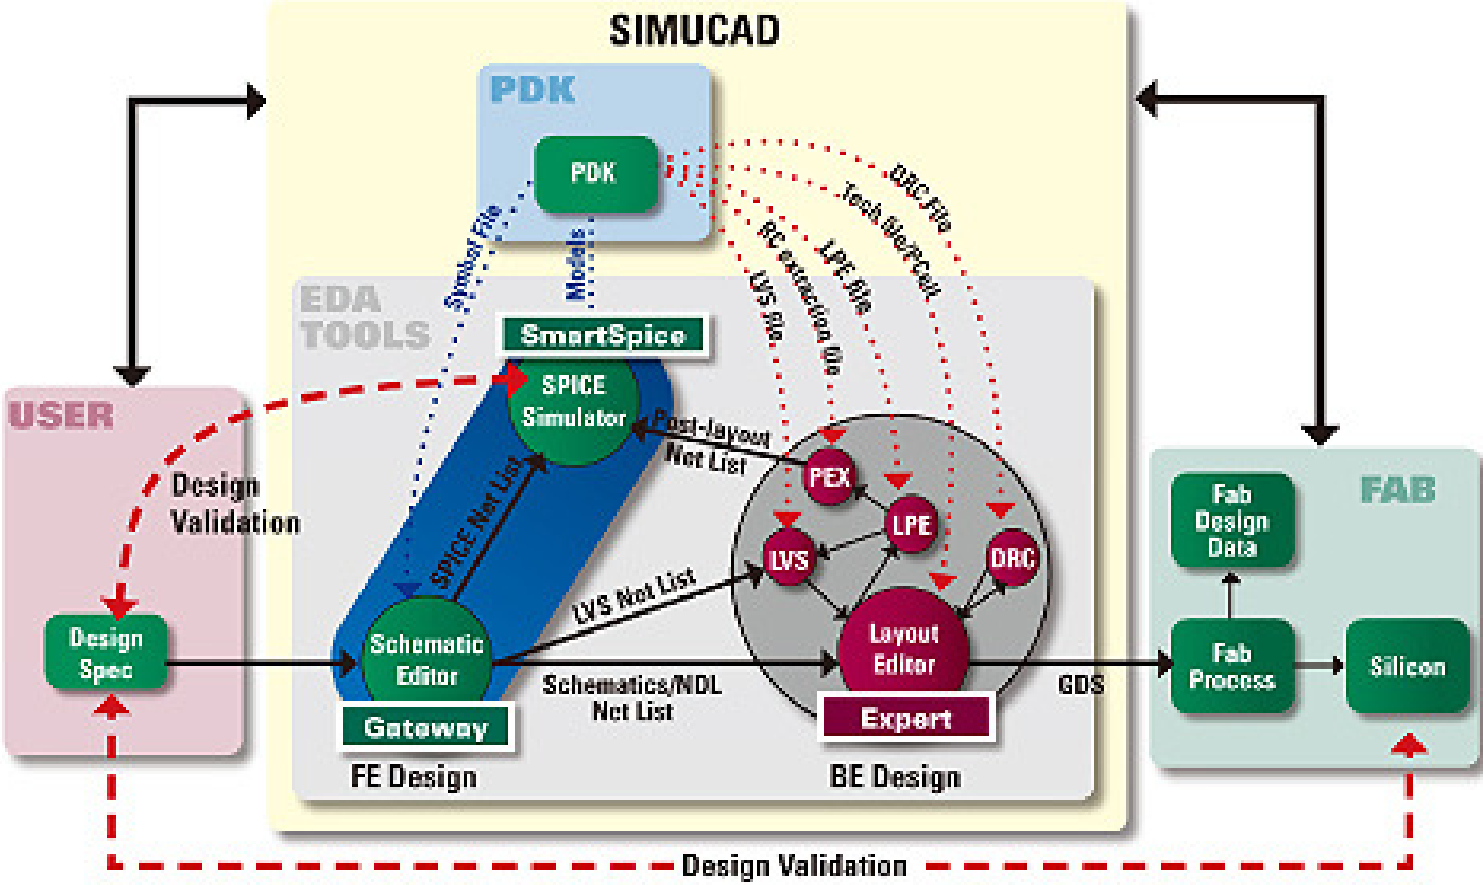 SIMUCAD
PDK
PDK
Symbol File
Models
DRC File
Tech file/PCell
LPE file
RC extraction file
LVS file
EDA
TOOLS
SmartSpice
SPICE
Simulator
USER
Design
Validation
SPICE Net List
Post-layout
Net List
PEX
LPE
LVS
DRC
LVS Net List
Design
Spec
Schematic
Editor
Gateway
Schematics/NDL
Net List
Layout
Editor
Expert
GDS
FE Design
BE Design
FAB
Fab
Design
Data
Fab
Process
Silicon
Design Validation